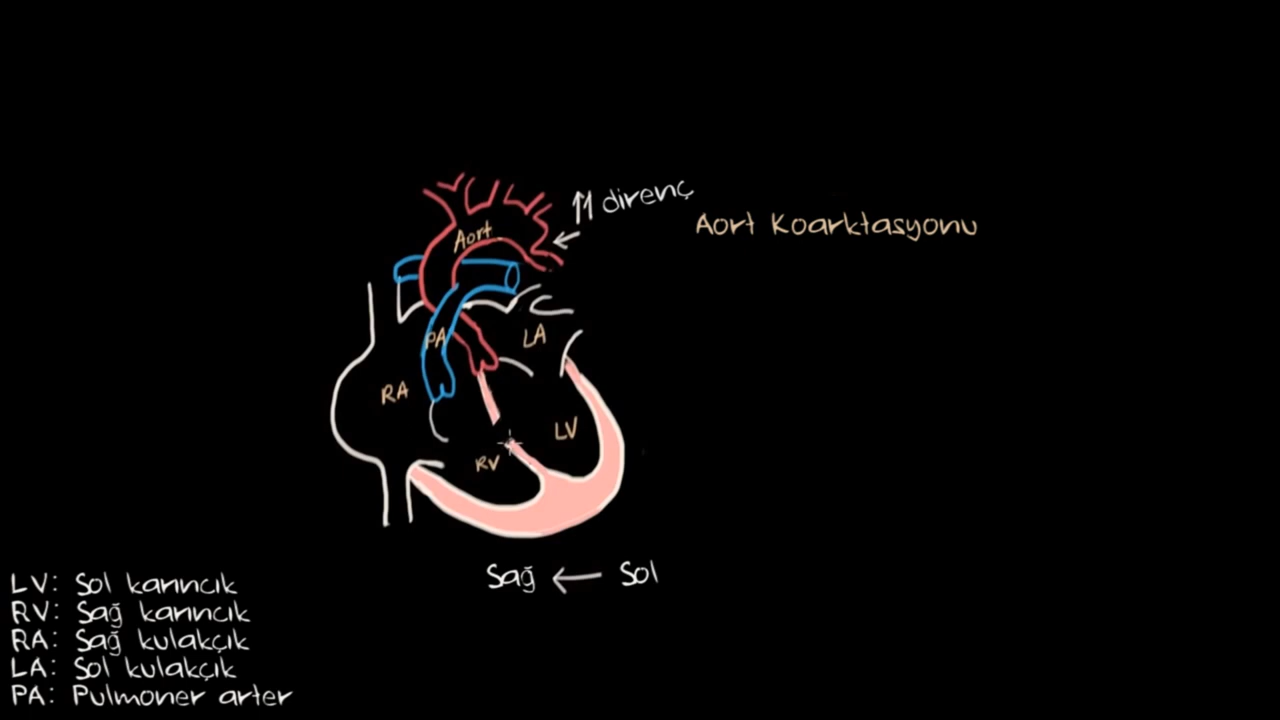 ↑↑ direnç
Aort Koarktasyonu
Aort
PA
LA
RA
LV
RV
Sağ ← Sol
LV: Sol karıncık
RV: Sağ karıncık
RA: Sağ kulakçık
LA: Sol kulakçık
PA: Pulmoner arter